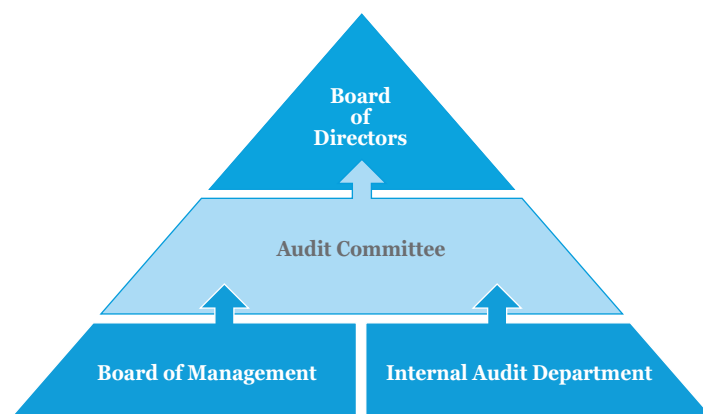 Board
of
Directors
Audit Committee
Board of Management
Internal Audit Department